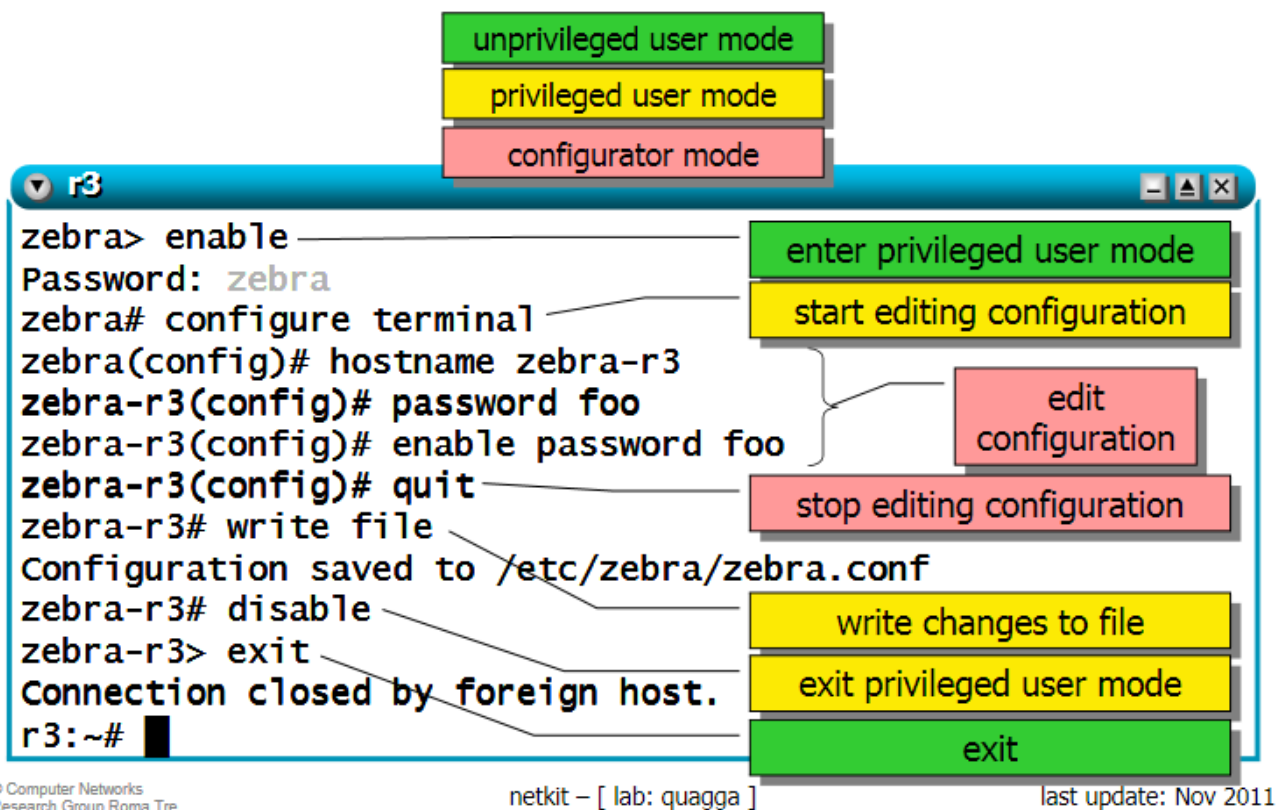 unprivileged user mode
privileged user mode
configurator mode
r3
zebra> enable
enter privileged user mode
Password: zebra
zebra# configure terminal
start editing configuration
zebra(config)# hostname zebra-r3
zebra-r3(config)# password foo
zebra-r3(config)# enable password foo
edit
configuration
zebra-r3(config)# quit
stop editing configuration
zebra-r3# write file
Configuration saved to /etc/zebra/zebra.conf
write changes to file
zebra-r3# disable
exit privileged user mode
zebra-r3> exit
exit
Connection closed by foreign host.
r3:~#
© Computer Networks
Research Group Roma Tre
netkit – [ lab: quagga ]
last update: Nov 2011